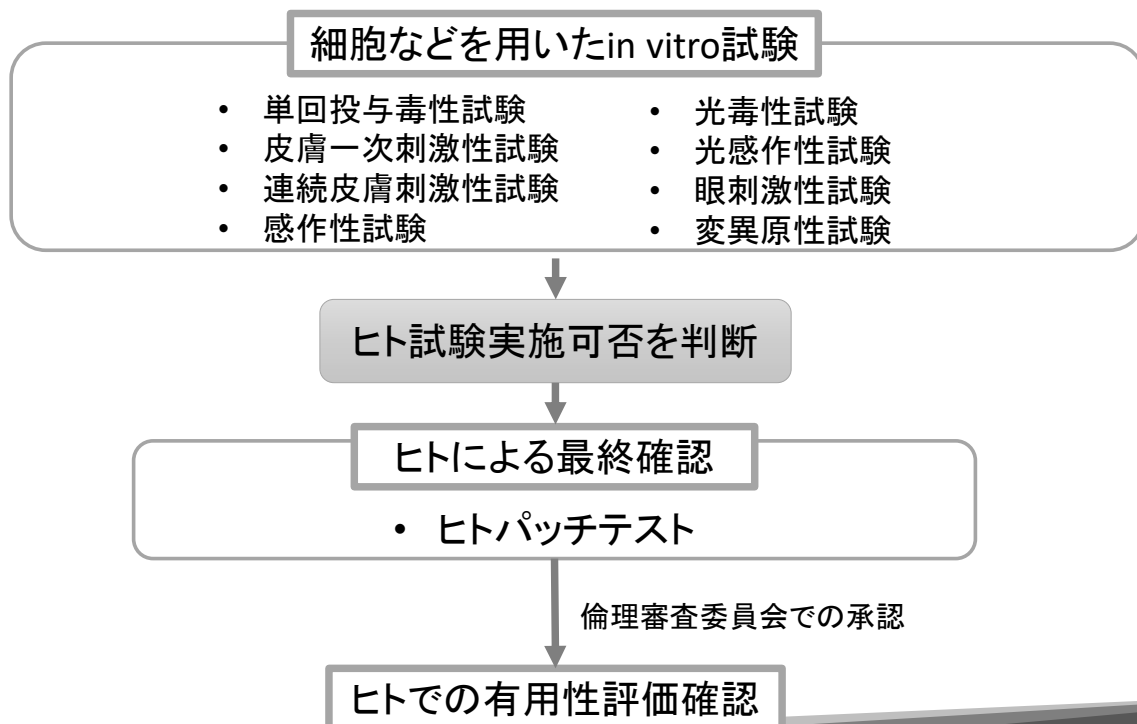 細胞などを用いたin vitro試験
• 単回投与毒性試験
• 皮膚一次刺激性試験
• 連続皮膚刺激性試験
• 感作性試験
• 光毒性試験
• 光感作性試験
• 眼刺激性試験
• 変異原性試験
ヒト試験実施可否を判断
ヒトによる最終確認
• ヒトパッチテスト
倫理審査委員会での承認
ヒトでの有用性評価確認